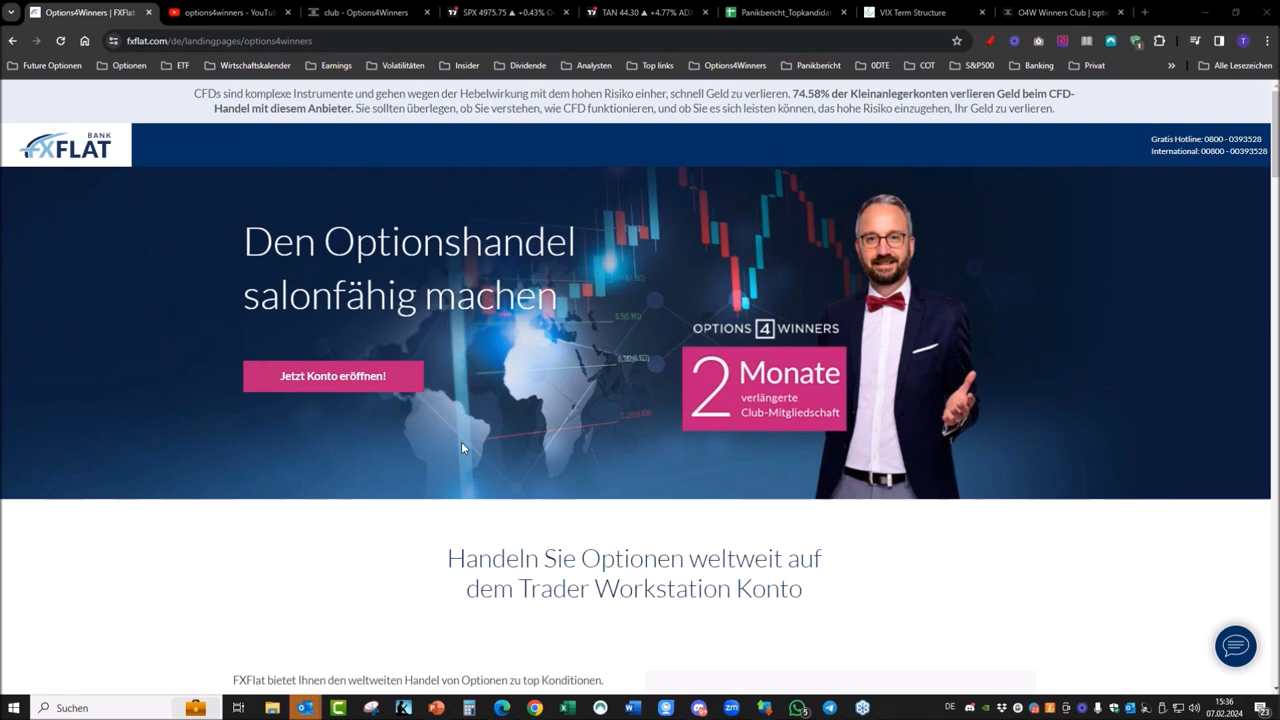 Options4Winners | FXFlat
options4winners - YouTu
club - Options4Winners
SPX 4975.75 ▲ +0.43% O
TAN 44.30 ▲ +4.77% AD
Panikbericht_Topkandidat
VIX Term Structure
O4W Winners Club | opti
fxflat.com/de/landingpages/options4winners
Future Optionen
Optionen
ETF
Wirtschaftskalender
Earnings
Volatilitäten
Insider
Dividende
Analysten
Top links
Options4Winners
Panikbericht
0DTE
COT
S&P500
Banking
Privat
Alle Lesezeichen
CFDs sind komplexe Instrumente und gehen wegen der Hebelwirkung mit dem hohen Risiko einher, schnell Geld zu verlieren. 74.58% der Kleinanlegerkonten verlieren Geld beim CFD-
Handel mit diesem Anbieter. Sie sollten überlegen, ob Sie verstehen, wie CFD funktionieren, und ob Sie es sich leisten können, das hohe Risiko einzugehen, Ihr Geld zu verlieren.
BANK
FXFLAT
Gratis Hotline: 0800 - 0393528
International: 00800 - 00393528
Den Optionshandel
salonfähig machen
Jetzt Konto eröffnen!
OPTIONS 4 WINNERS
2 Monate
verlängerte
Club-Mitgliedschaft
Handeln Sie Optionen weltweit auf
dem Trader Workstation Konto
FXFlat bietet Ihnen den weltweiten Handel von Optionen zu top Konditionen.
Suchen
DE
15:36
07.02.2024